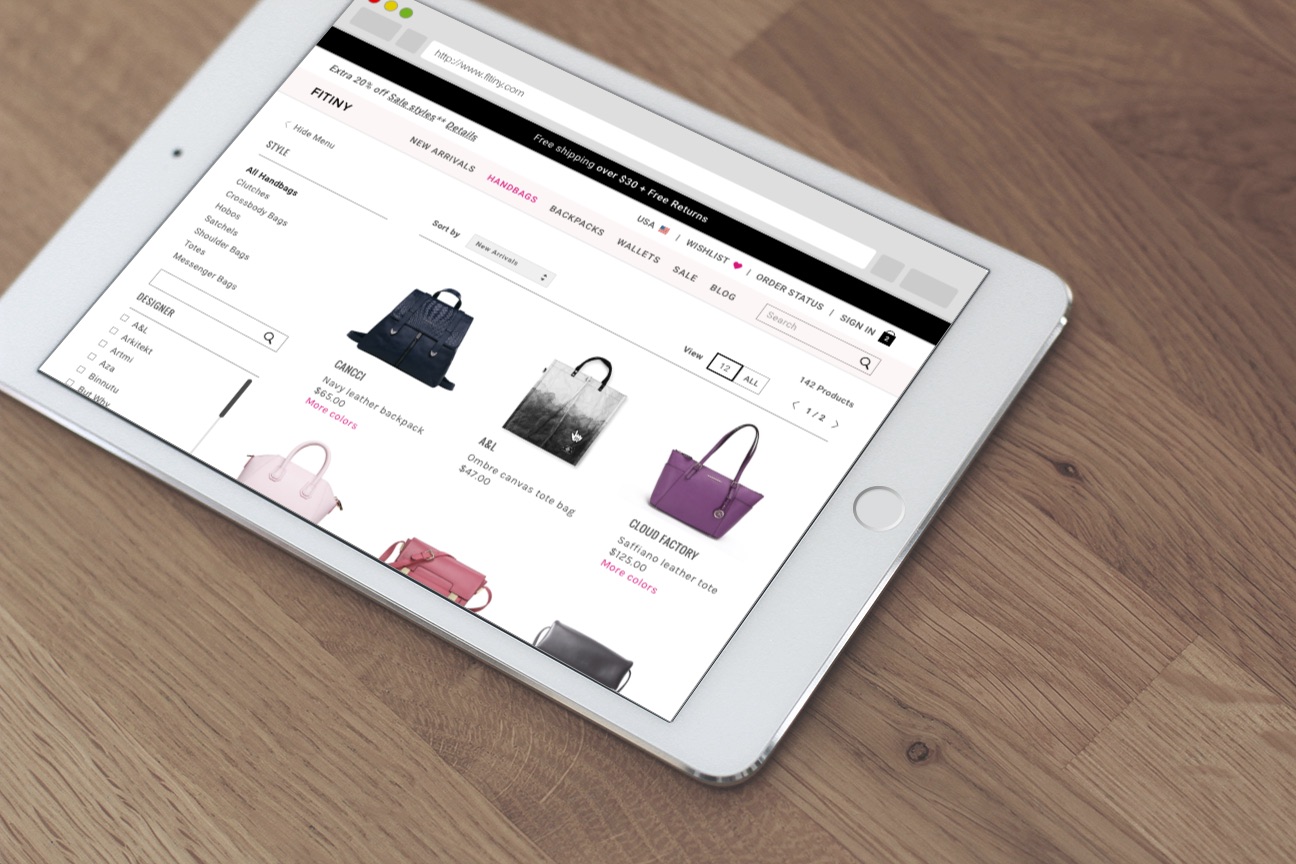 http://www.fitiny.com
Free shipping over $30 + Free Returns
Extra 20% off Sale styles** Details
USA | WISHLIST | ORDER STATUS | SIGN IN 2
FITINY
NEW ARRIVALS HANDBAGS BACKPACKS WALLETS SALE BLOG
Search
Hide Menu
STYLE
All Handbags
Clutches
Crossbody Bags
Hobos
Satchels
Shoulder Bags
Totes
Messenger Bags
DESIGNER
A&L
Arkitekt
Artmi
Aza
Binnutu
But Why
Sort by New Arrivals
View 12 ALL
142 Products
1 / 2
CANCCI
Navy leather backpack
$65.00
More colors
A&L
Ombre canvas tote bag
$47.00
CLOUD FACTORY
Saffiano leather tote
$125.00
More colors